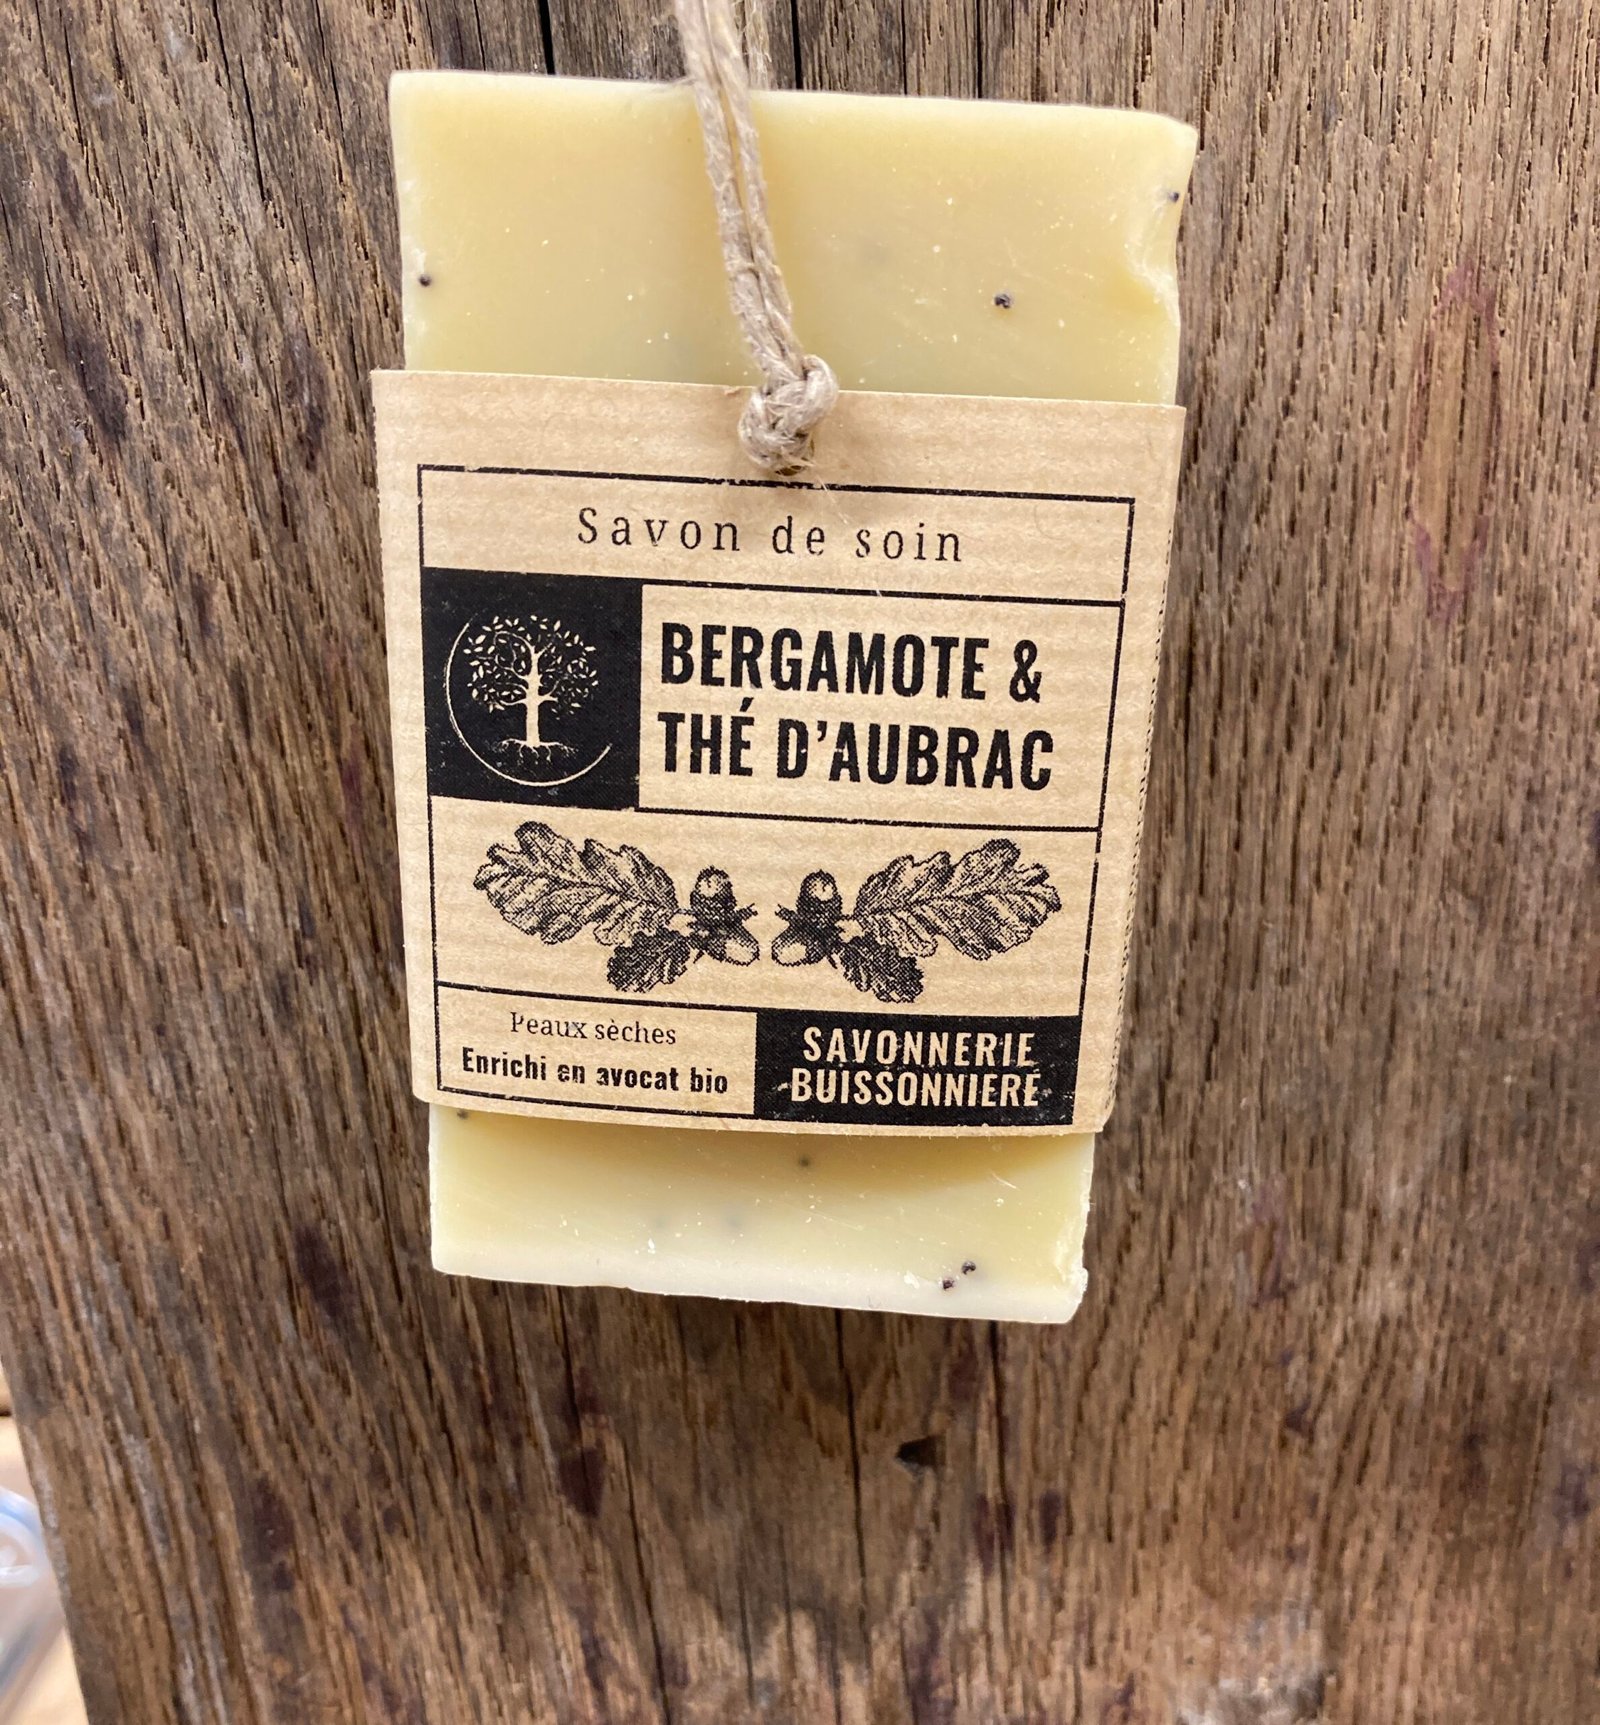 Savon de soin
BERGAMOTE &
THÉ D'AUBRAC
Peaux sèches
Enrichi en avocat bio
SAVONNERIE
BUISSONNIERE